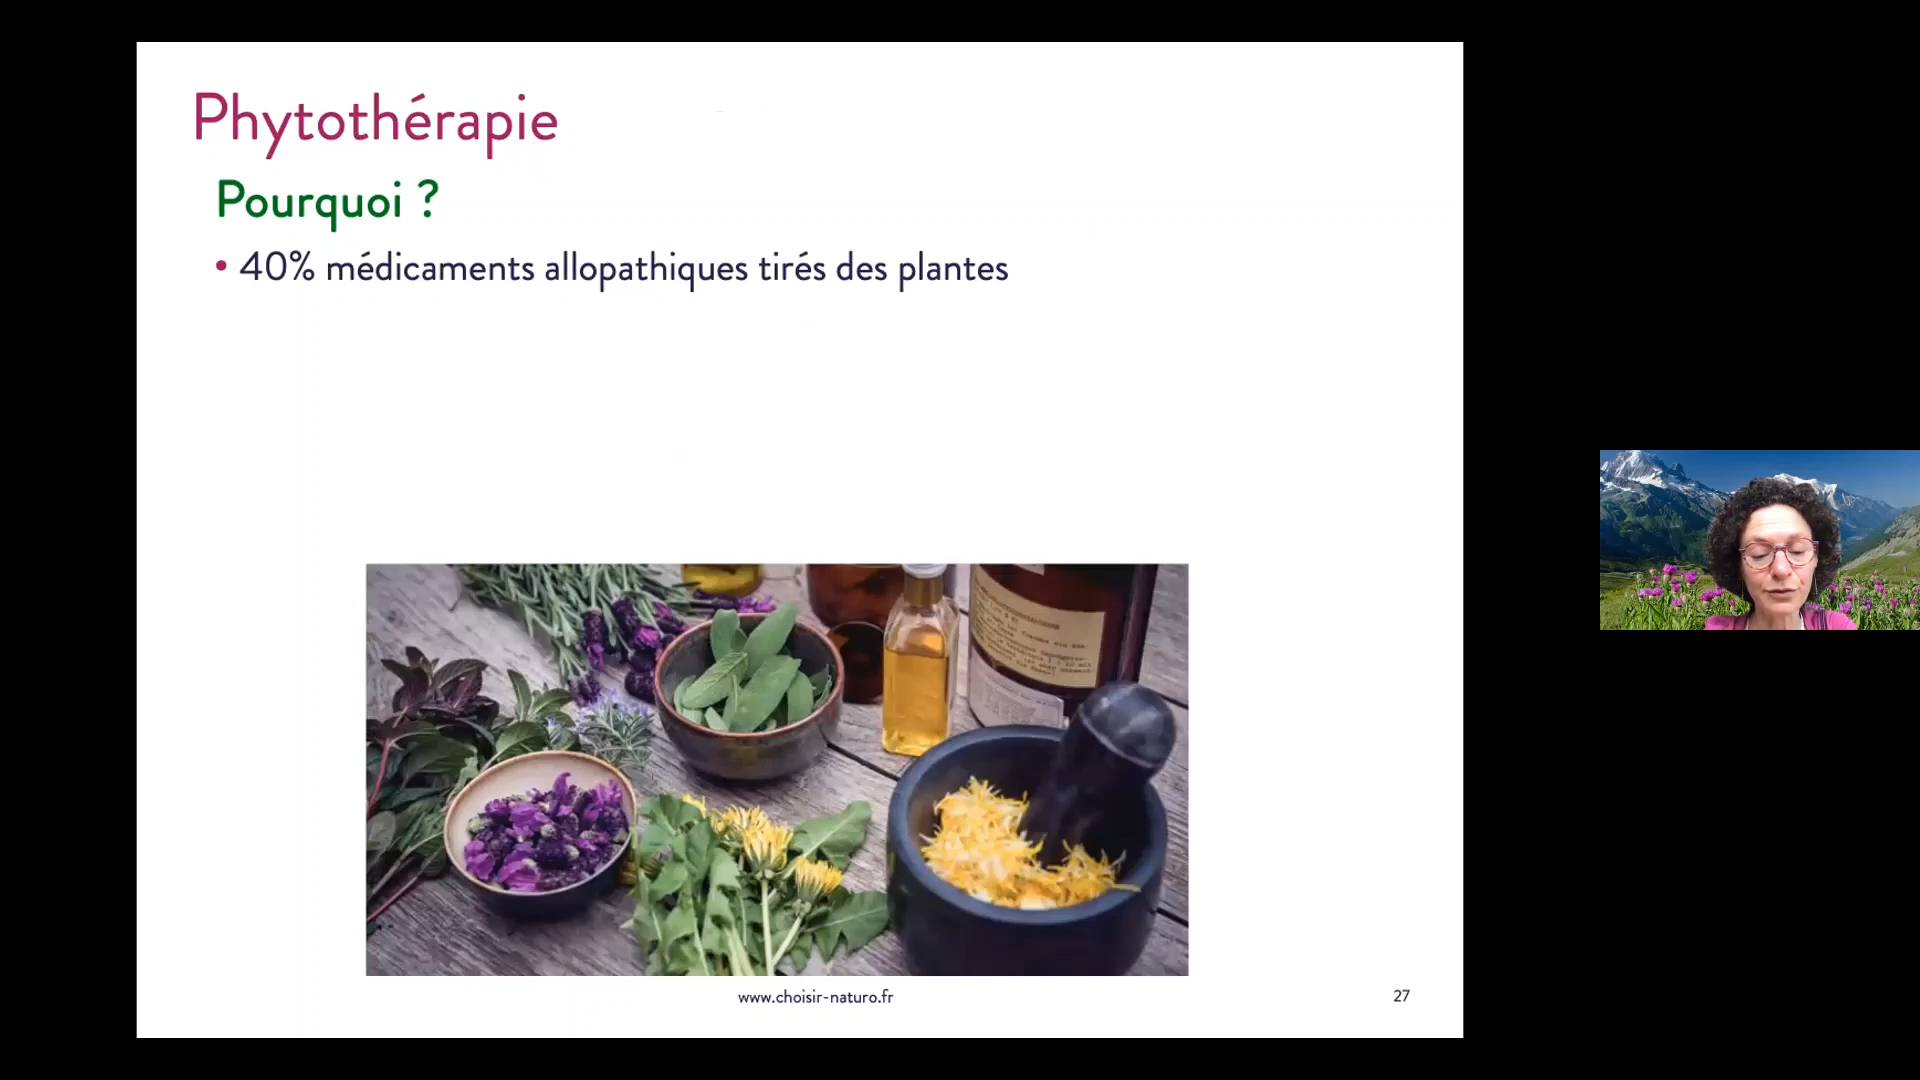 Phytothérapie
Pourquoi ?
• 40% médicaments allopathiques tirés des plantes
www.choisir-naturo.fr
27